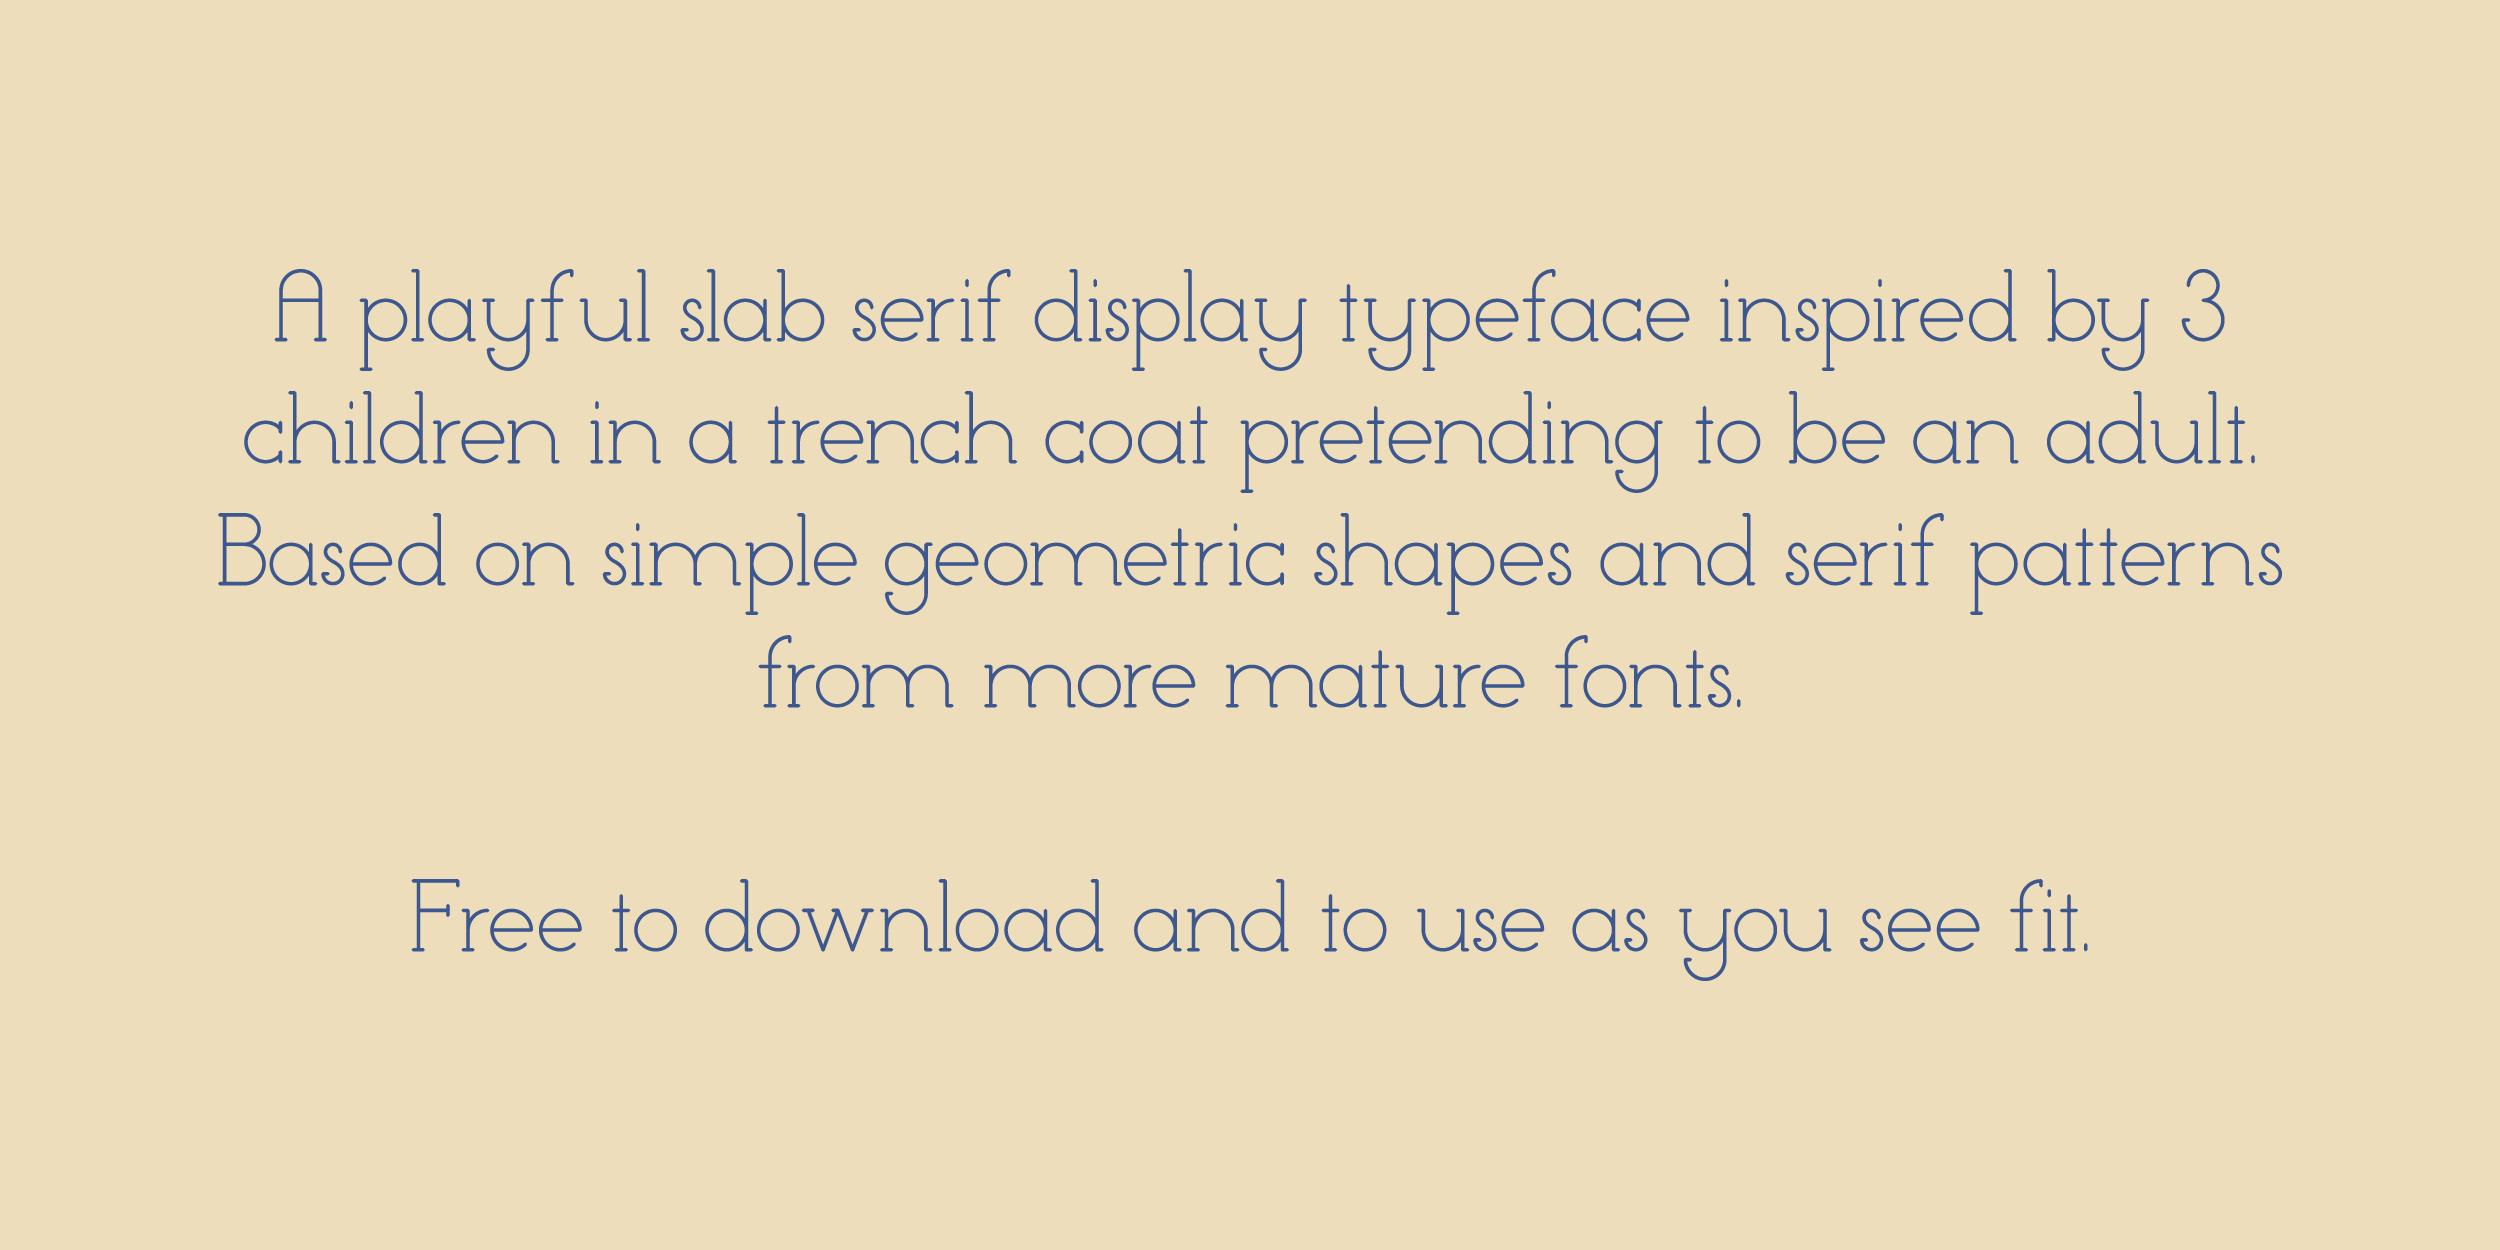 A playful slab serif display typeface inspired by 3
children in a trench coat pretending to be an adult.
Based on simple geometric shapes and serif patterns
from more mature fonts.
Free to download and to use as you see fit.